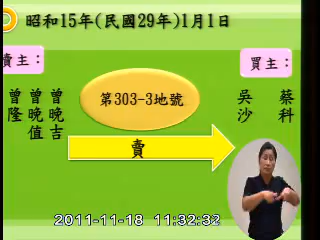 昭和15年(民國29年)1月1日
賣主：
買主：
第303-3地號
曾隆
曾晚值
曾晚吉
吳沙
蔡科
賣
2011-11-18 11:32:32